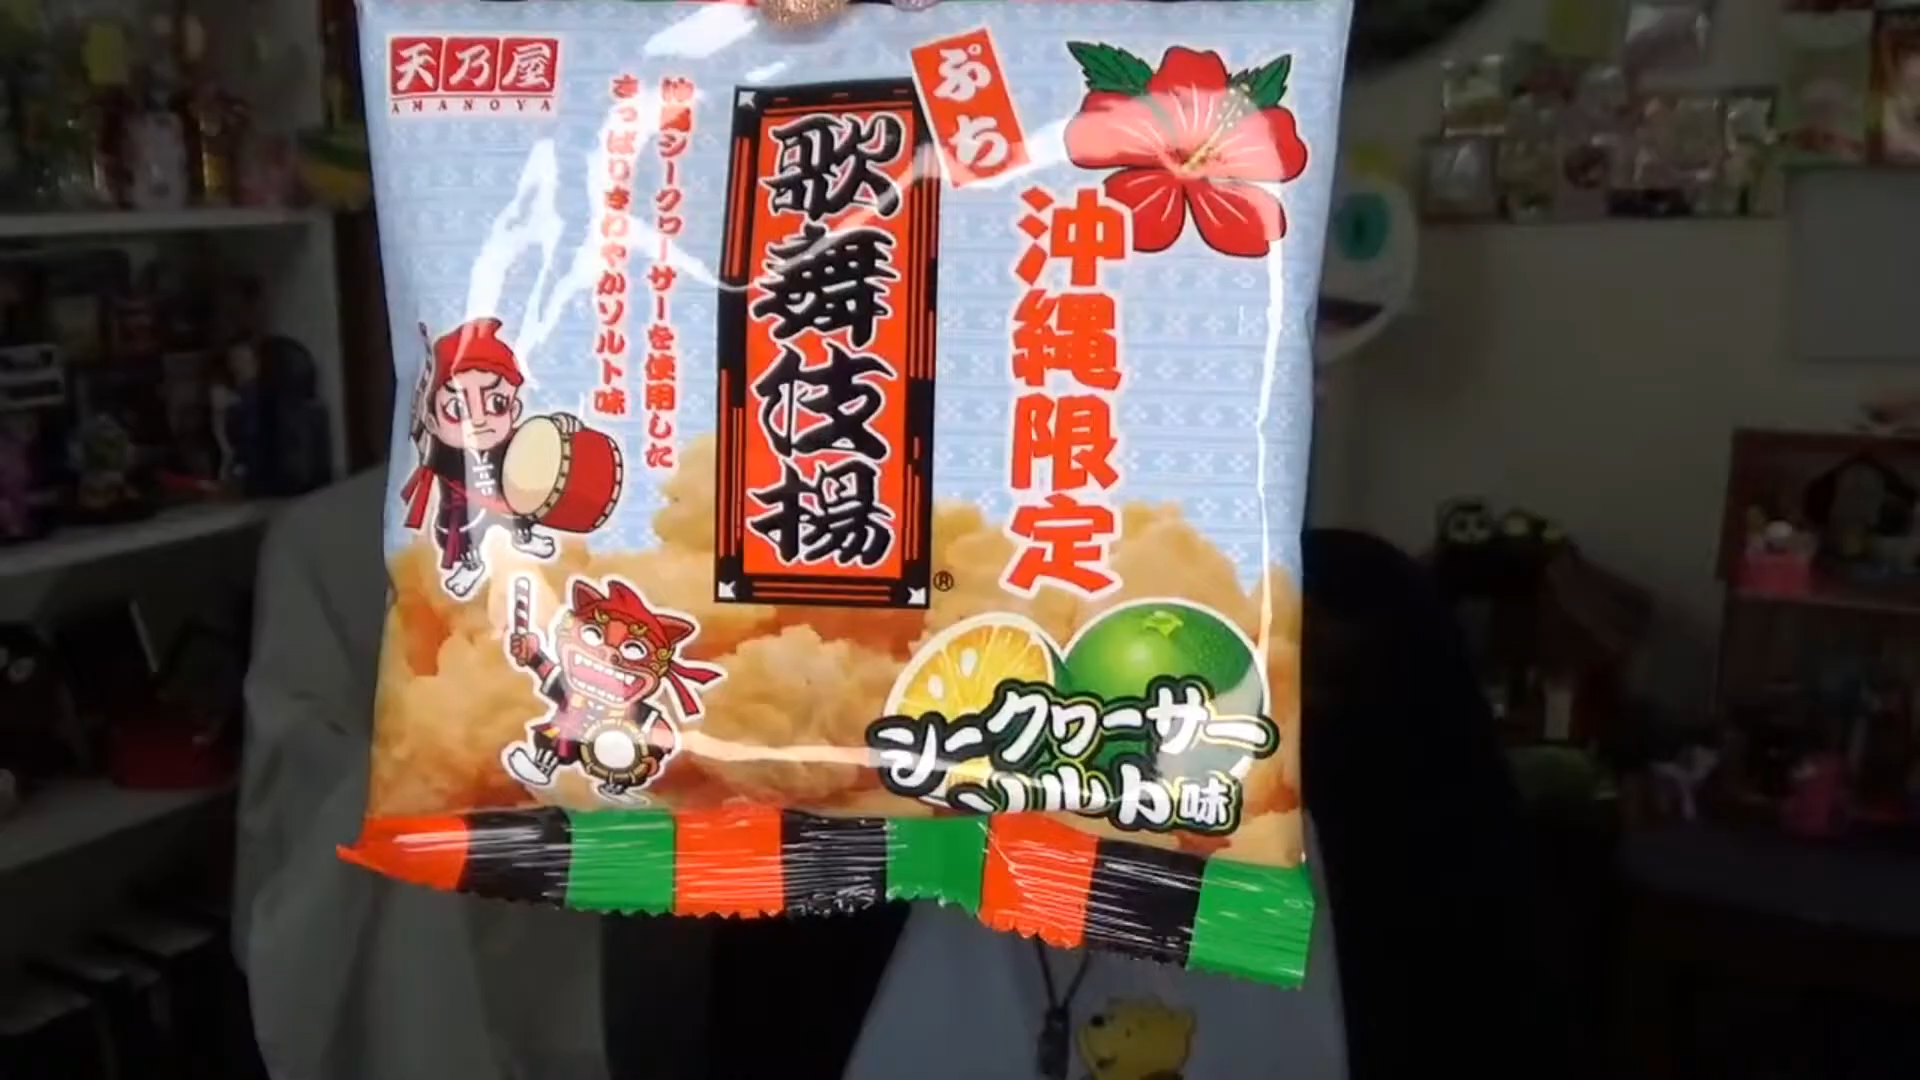 天乃屋
AMANOYA
ぷち
歌舞伎揚
®
沖縄限定
沖縄シークヮーサーを使用した
さっぱりさわやかソルト味
シークヮーサー
ソルト味